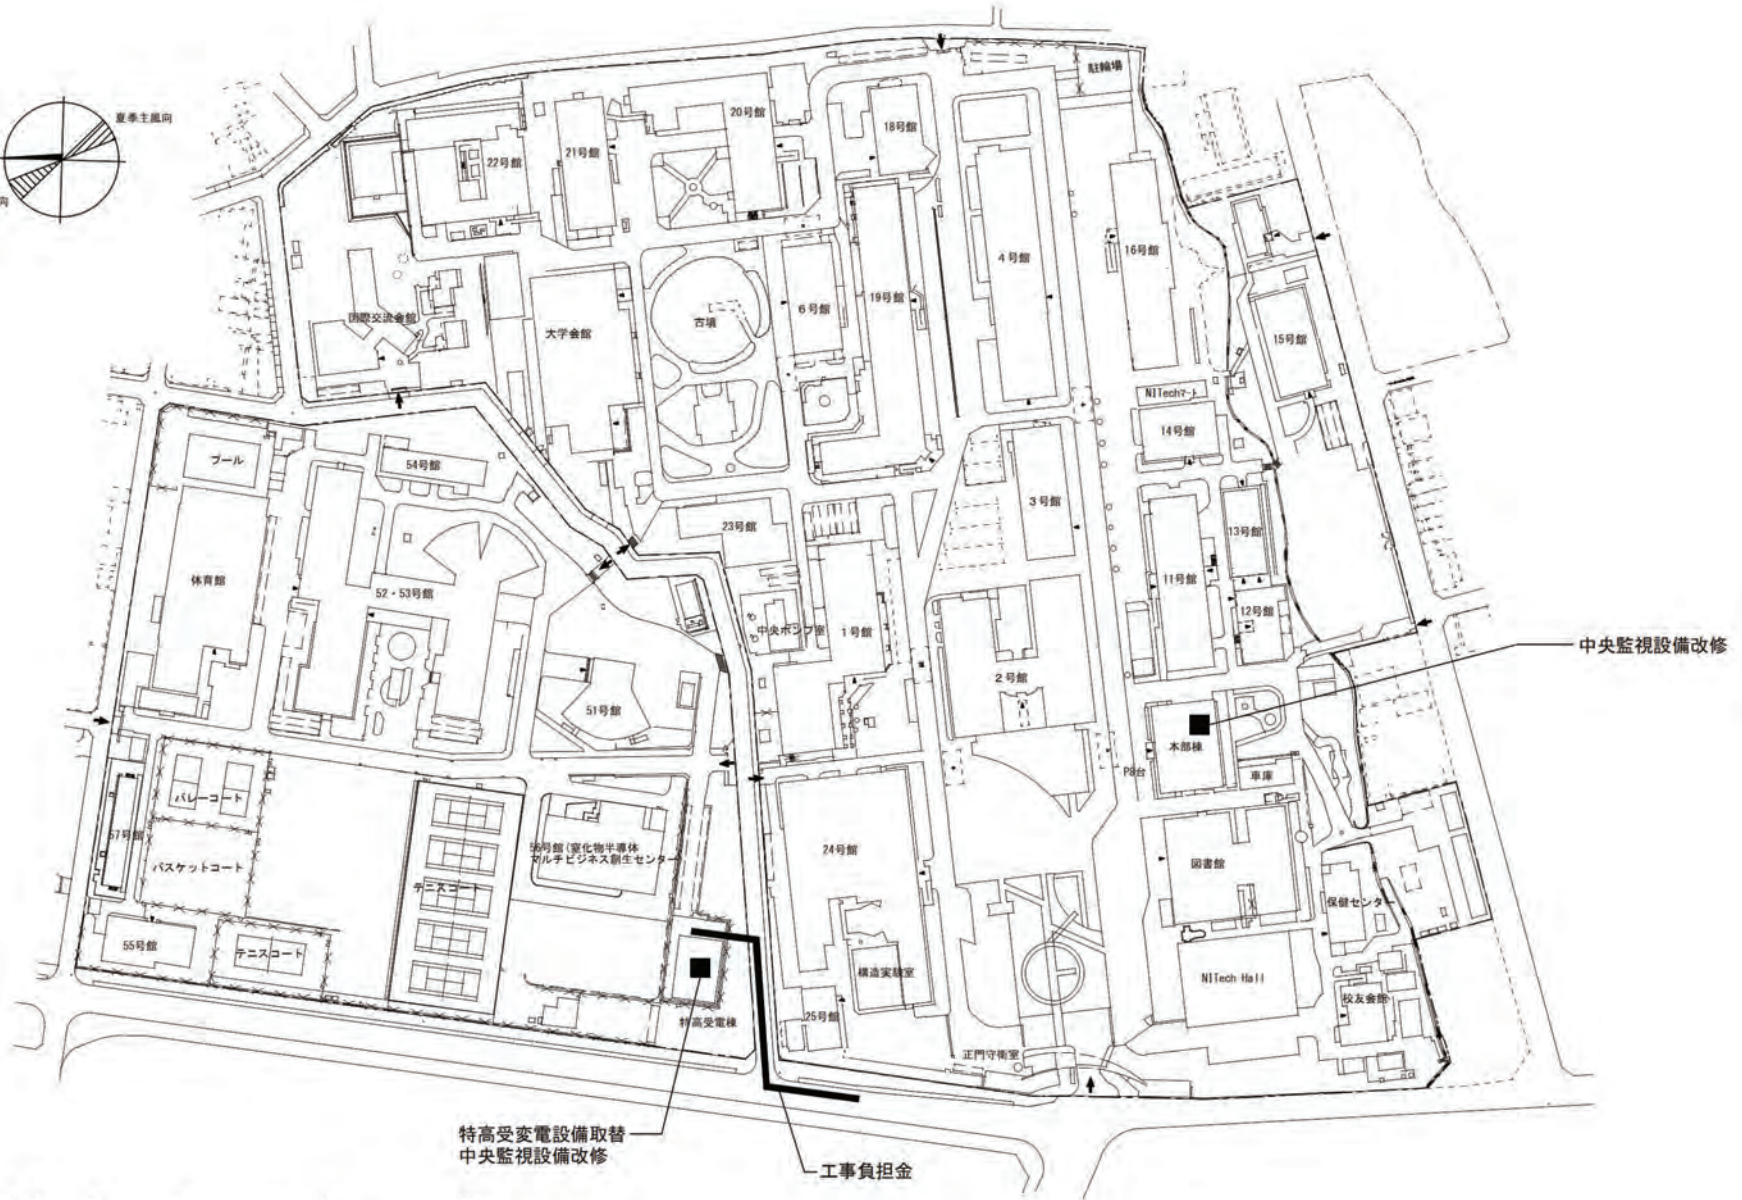 駐輪場
夏季主風向
20号館
18号館
22号館
21号館
向
16号館
4号館
19号館
6号館
国際交流会館
古墳
大学会館
15号館
NITechマート
14号館
プール
54号館
3号館
23号館
13号館
体育館
11号館
52・53号館
12号館
中央ポンプ室
1号館
中央監視設備改修
2号館
51号館
本部棟
P8台
車庫
バレーコート
57号館
56号館(窒化物半導体
マルチビジネス創生センター)
24号館
バスケットコート
図書館
テニスコート
保健センター
55号館
テニスコート
構造実験室
NITech Hall
校友会館
25号館
特高受電棟
正門守衛室
特高受変電設備取替
中央監視設備改修
工事負担金